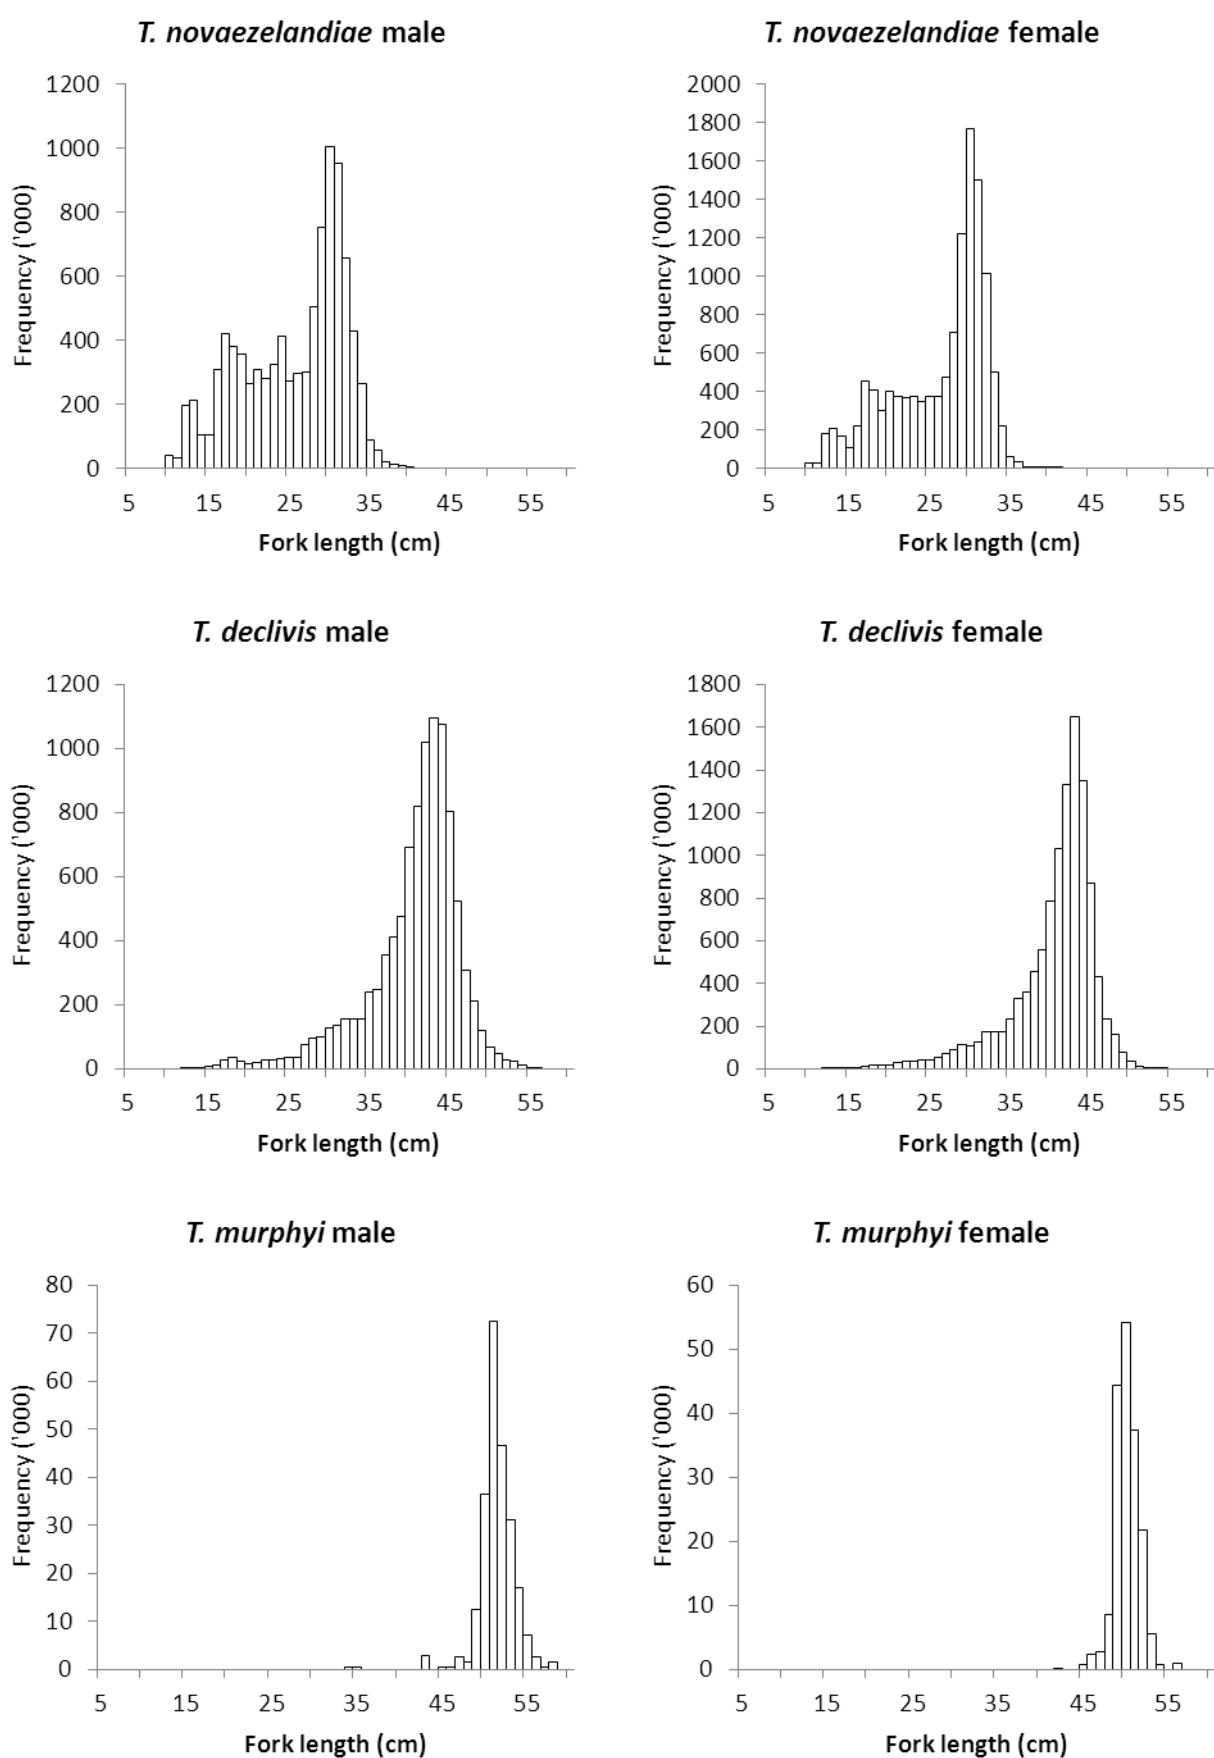 T. novaezelandiae male
1200
1000
800
600
400
200
0
Frequency ('000)
5 15 25 35 45 55
Fork length (cm)
T. novaezelandiae female
2000
1800
1600
1400
1200
1000
800
600
400
200
0
Frequency ('000)
5 15 25 35 45 55
Fork length (cm)
T. declivis male
1200
1000
800
600
400
200
0
Frequency ('000)
5 15 25 35 45 55
Fork length (cm)
T. declivis female
1800
1600
1400
1200
1000
800
600
400
200
0
Frequency ('000)
5 15 25 35 45 55
Fork length (cm)
T. murphyi male
80
70
60
50
40
30
20
10
0
Frequency ('000)
5 15 25 35 45 55
Fork length (cm)
T. murphyi female
60
50
40
30
20
10
0
Frequency ('000)
5 15 25 35 45 55
Fork length (cm)